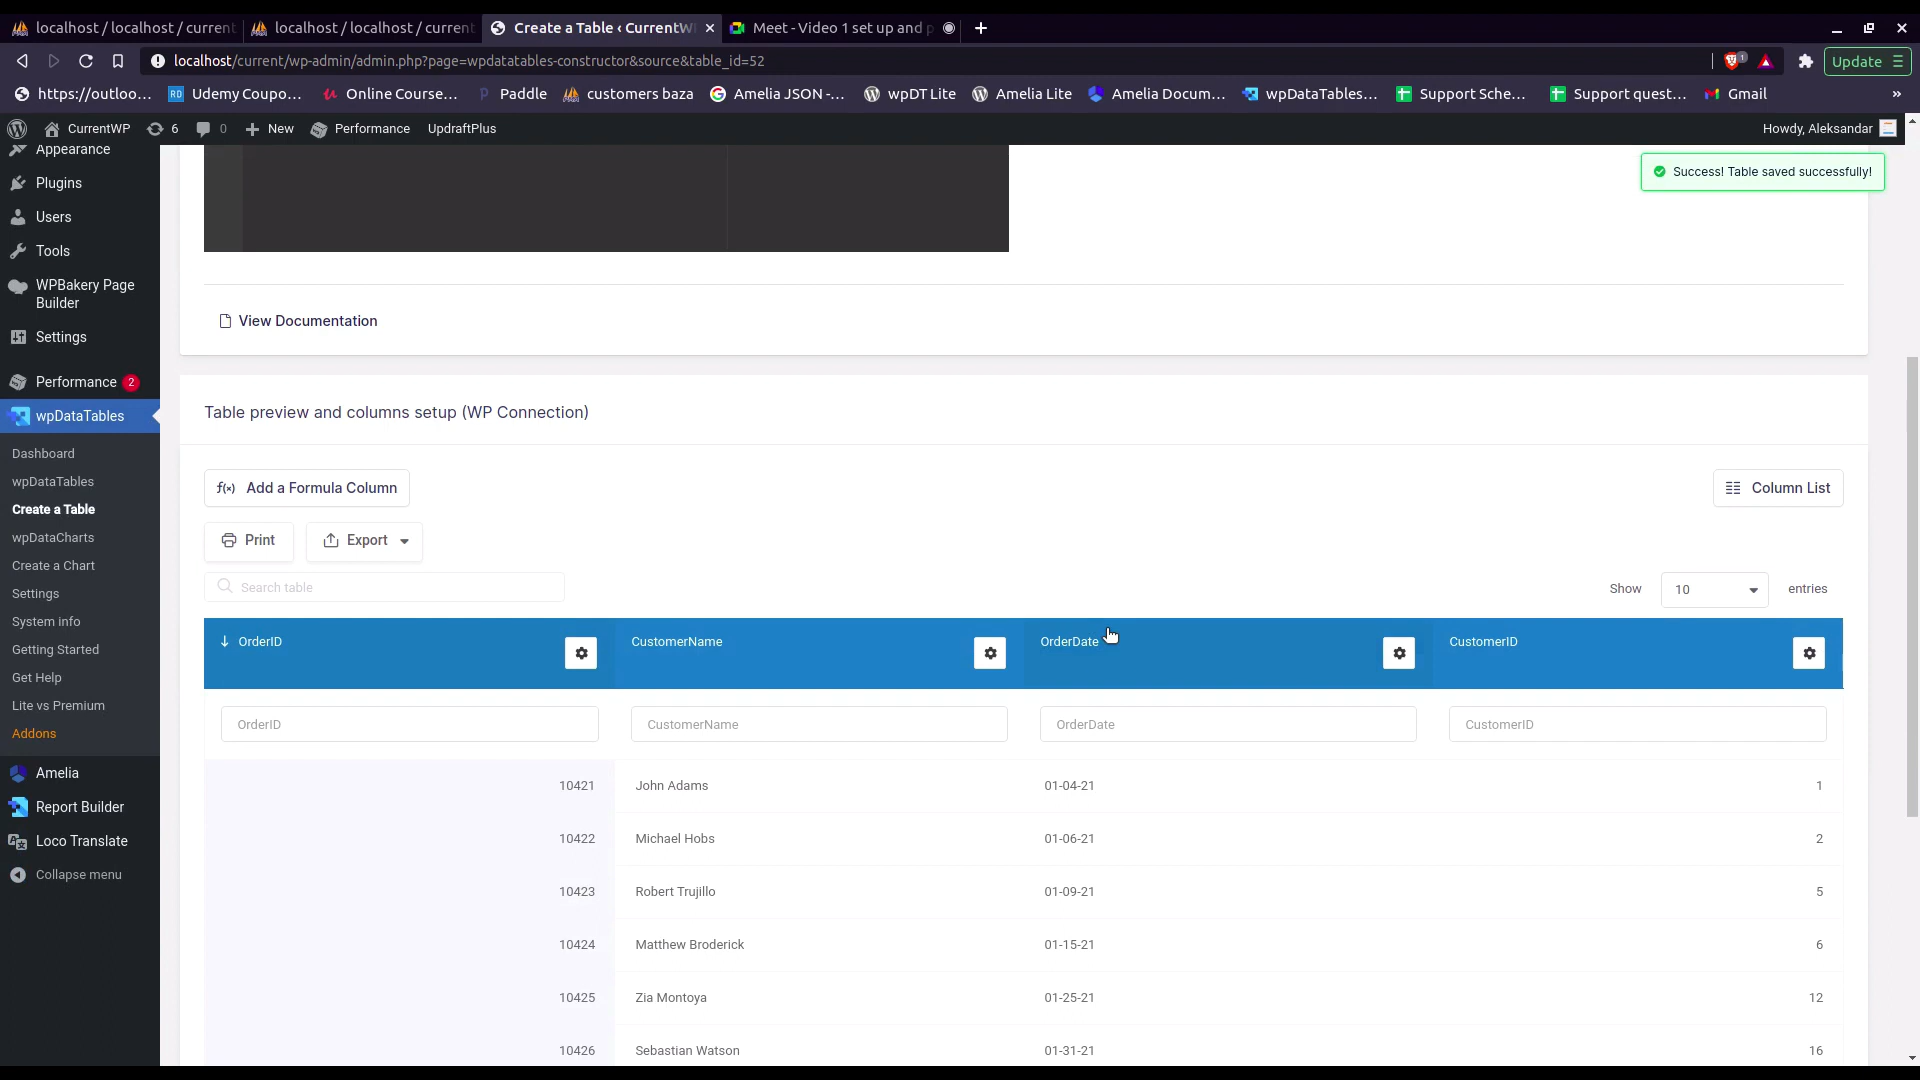 localhost / localhost / current
localhost / localhost / current
Create a Table ‹ CurrentW
Meet - Video 1 set up and p
localhost/current/wp-admin/admin.php?page=wpdatatables-constructor&source&table_id=52
1
Update
https://outloo...
RD
Udemy Coupo...
Online Course...
Paddle
customers baza
Amelia JSON -...
wpDT Lite
Amelia Lite
Amelia Docum...
wpDataTables...
Support Sche...
Support quest...
Gmail
»
CurrentWP
6
0
New
Performance
UpdraftPlus
Howdy, Aleksandar
Appearance
Plugins
Users
Tools
WPBakery Page
Builder
Settings
Performance 2
wpDataTables
Dashboard
wpDataTables
Create a Table
wpDataCharts
Create a Chart
Settings
System info
Getting Started
Get Help
Lite vs Premium
Addons
Amelia
Report Builder
Loco Translate
Collapse menu
Success! Table saved successfully!
View Documentation
Table preview and columns setup (WP Connection)
f(x) Add a Formula Column
Column List
Print
Export
Search table
Show 10 entries
OrderID CustomerName OrderDate CustomerID
OrderID CustomerName OrderDate CustomerID
10421 John Adams 01-04-21 1
10422 Michael Hobs 01-06-21 2
10423 Robert Trujillo 01-09-21 5
10424 Matthew Broderick 01-15-21 6
10425 Zia Montoya 01-25-21 12
10426 Sebastian Watson 01-31-21 16